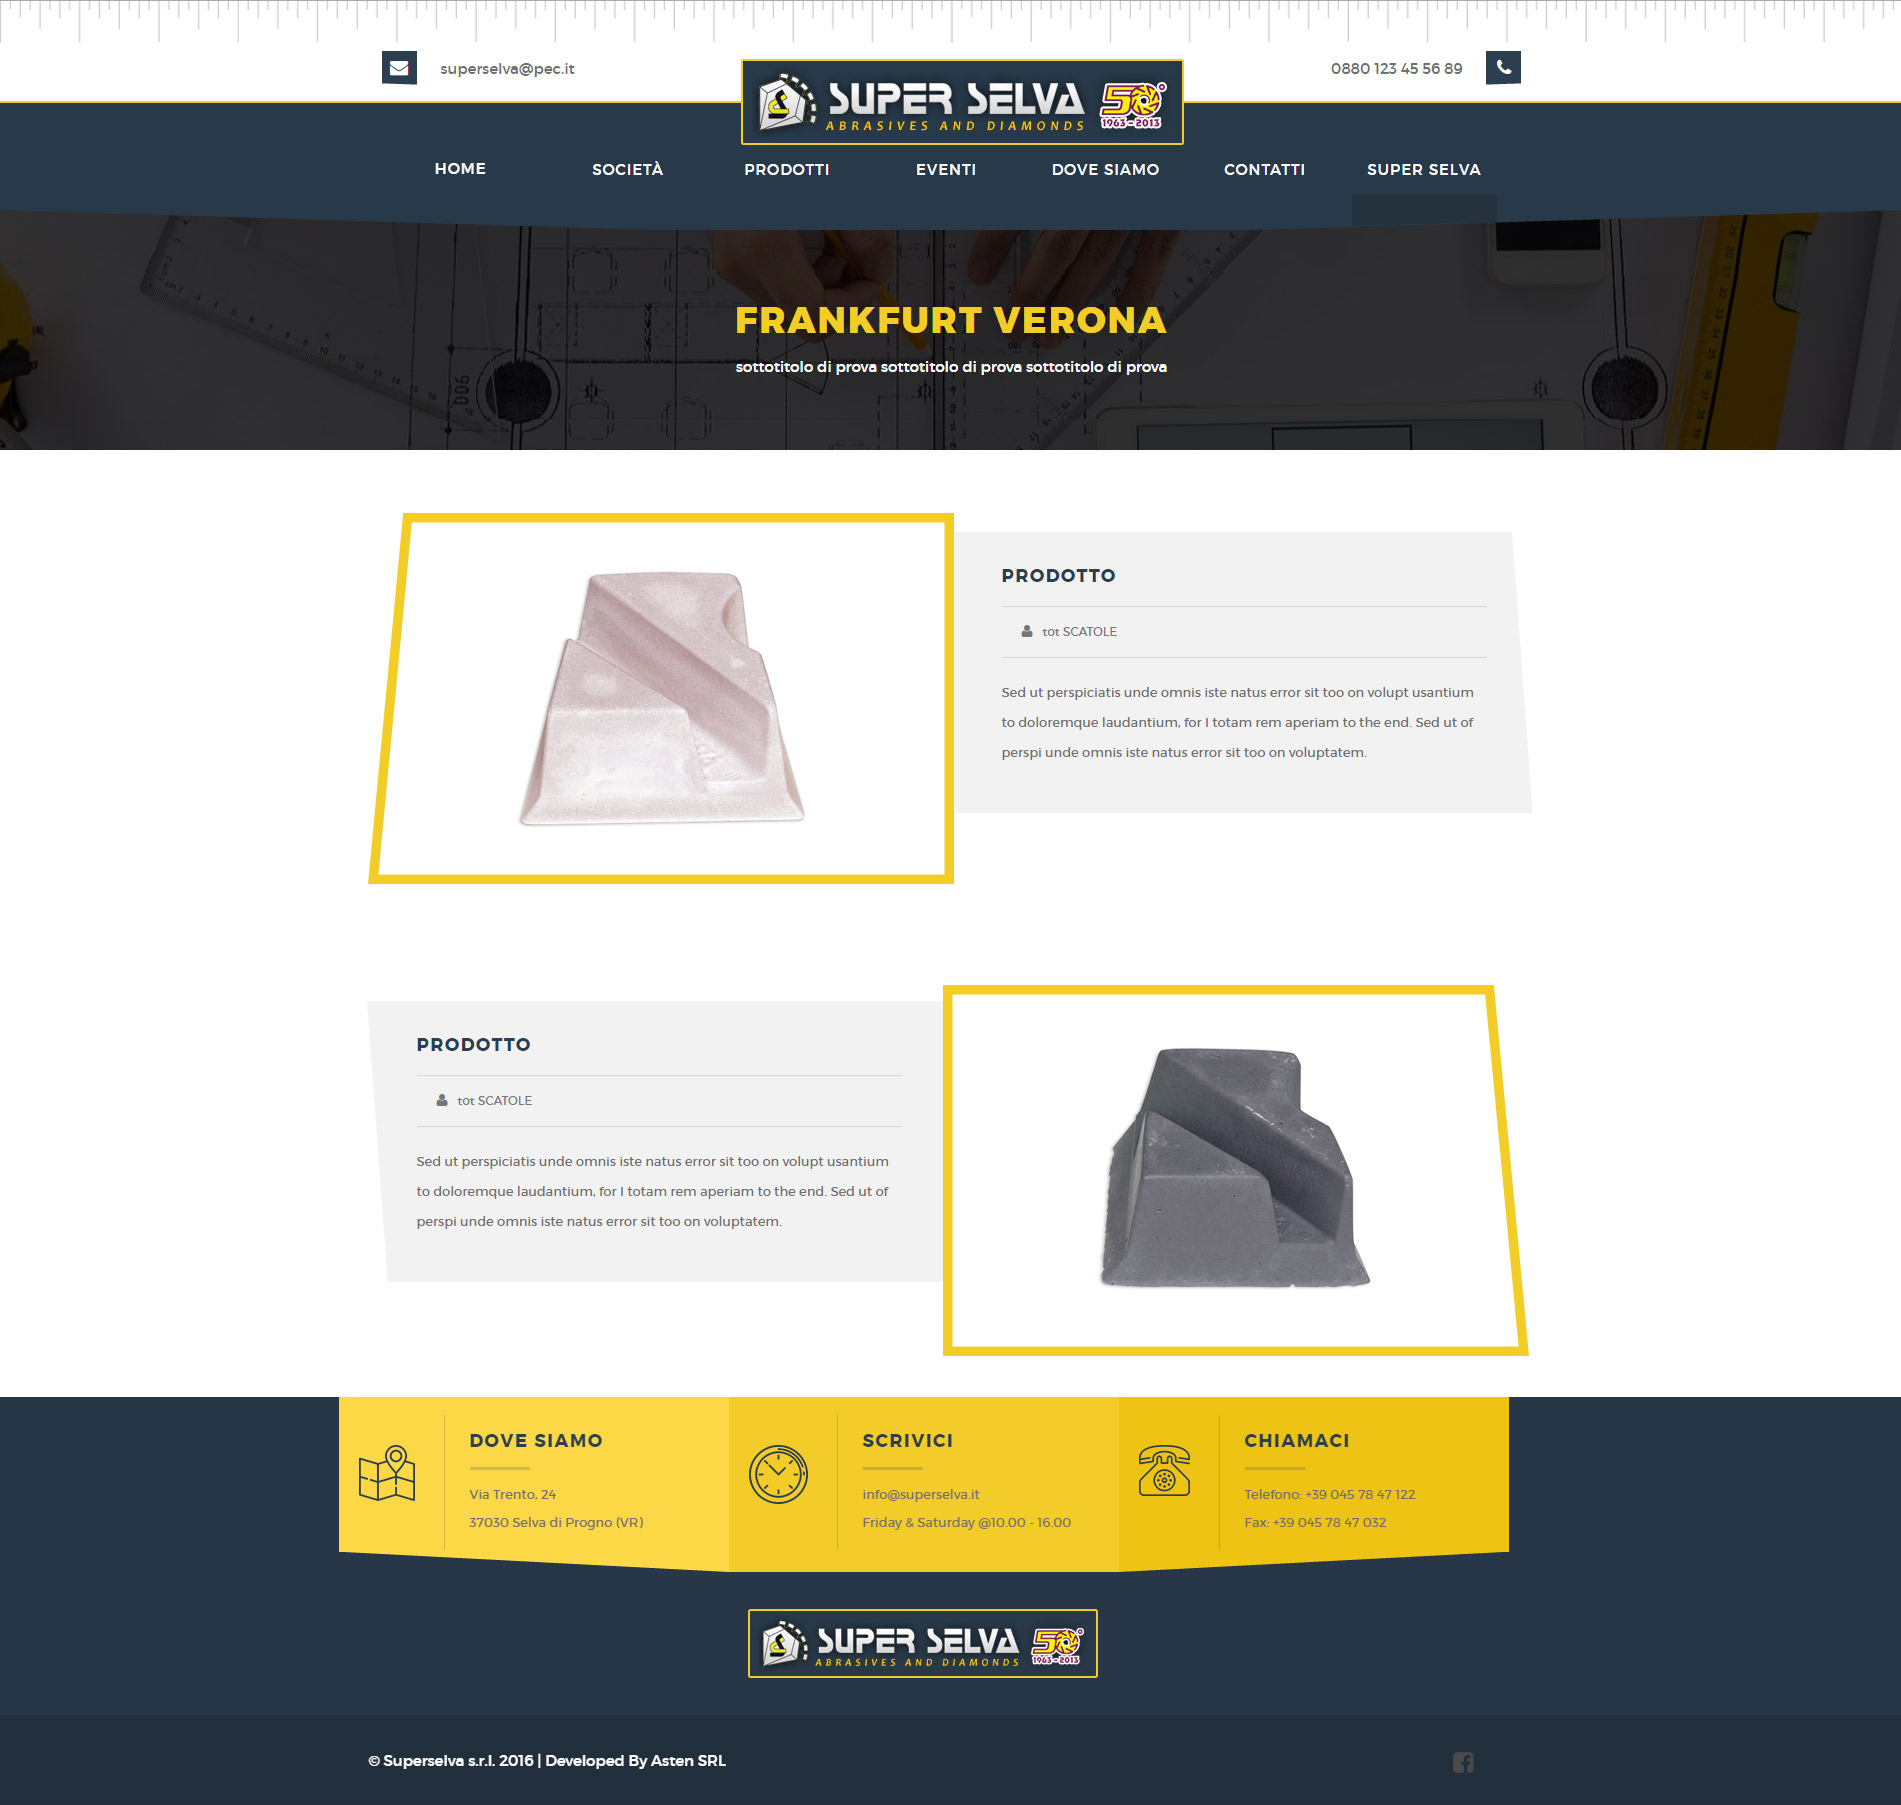 superselva@pec.it
SUPER SELVA
ABRASIVES AND DIAMONDS
50°
1963-2013
0880 123 45 56 89
HOME SOCIETÀ PRODOTTI EVENTI DOVE SIAMO CONTATTI SUPER SELVA
FRANKFURT VERONA
sottotitolo di prova sottotitolo di prova sottotitolo di prova
PRODOTTO
tot SCATOLE
Sed ut perspiciatis unde omnis iste natus error sit too on volupt usantium
to doloremque laudantium, for I totam rem aperiam to the end. Sed ut of
perspi unde omnis iste natus error sit too on voluptatem.
PRODOTTO
tot SCATOLE
Sed ut perspiciatis unde omnis iste natus error sit too on volupt usantium
to doloremque laudantium, for I totam rem aperiam to the end. Sed ut of
perspi unde omnis iste natus error sit too on voluptatem.
DOVE SIAMO
Via Trento, 24
37030 Selva di Progno (VR)
SCRIVICI
info@superselva.it
Friday & Saturday @10.00 - 16.00
CHIAMACI
Telefono: +39 045 78 47 122
Fax: +39 045 78 47 032
SUPER SELVA
ABRASIVES AND DIAMONDS
50°
1963-2013
© Superselva s.r.l. 2016 | Developed By Asten SRL